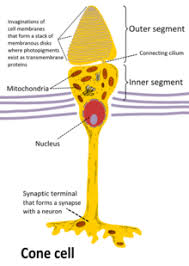 Invaginations of
cell membranes
that form a stack of
membranous disks
where photopigments
exist as transmembrane
proteins
Outer segment
Connecting cilium
Inner segment
Mitochondria
Nucleus
Synaptic terminal
that forms a synapse
with a neuron
Cone cell